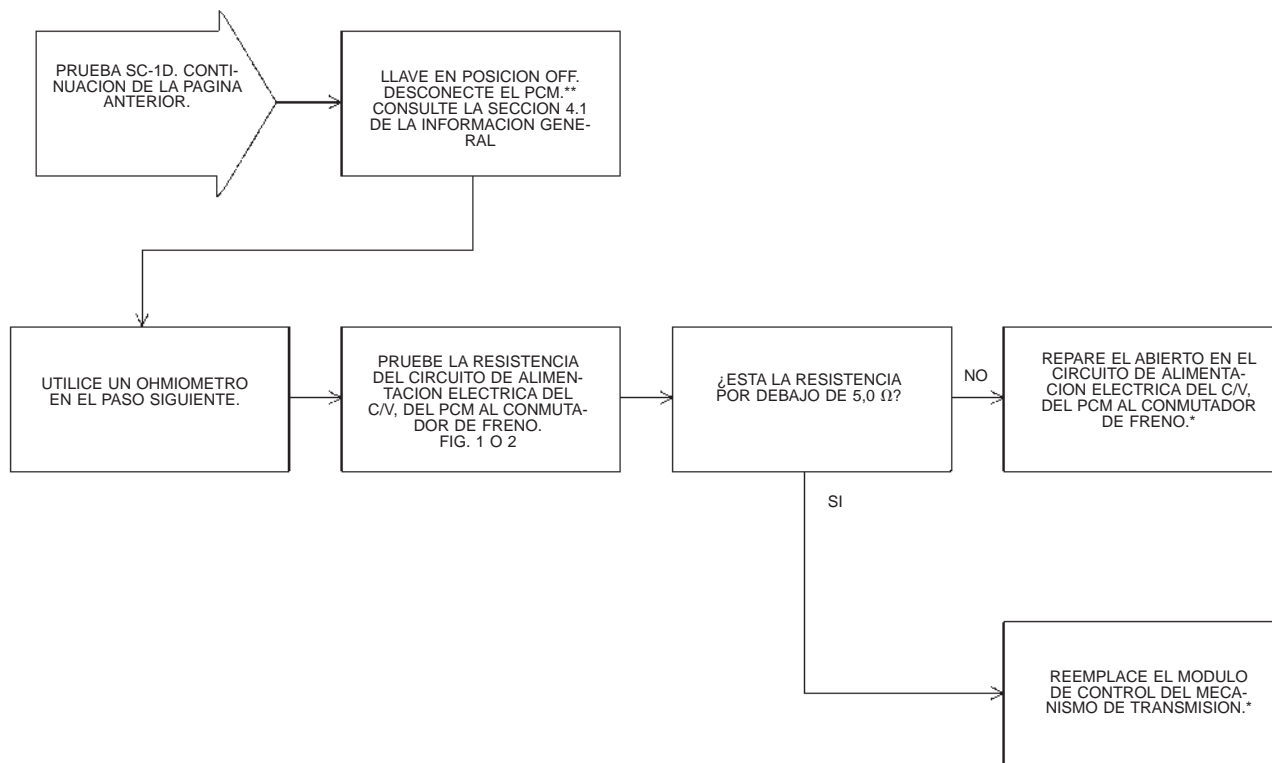 PRUEBA SC-1D. CONTI-
NUACION DE LA PAGINA
ANTERIOR.
LLAVE EN POSICION OFF.
DESCONECTE EL PCM.**
CONSULTE LA SECCION 4.1
DE LA INFORMACION GENE-
RAL
UTILICE UN OHMIOMETRO
EN EL PASO SIGUIENTE.
PRUEBE LA RESISTENCIA
DEL CIRCUITO DE ALIMEN-
TACION ELECTRICA DEL
C/V, DEL PCM AL CONMUTA-
DOR DE FRENO.
FIG. 1 O 2
¿ESTA LA RESISTENCIA
POR DEBAJO DE 5,0 Ω?
NO
REPARE EL ABIERTO EN EL
CIRCUITO DE ALIMENTA-
CION ELECTRICA DEL C/V,
DEL PCM AL CONMUTADOR
DE FRENO.*
SI
REEMPLACE EL MODULO
DE CONTROL DEL MECA-
NISMO DE TRANSMISION.*